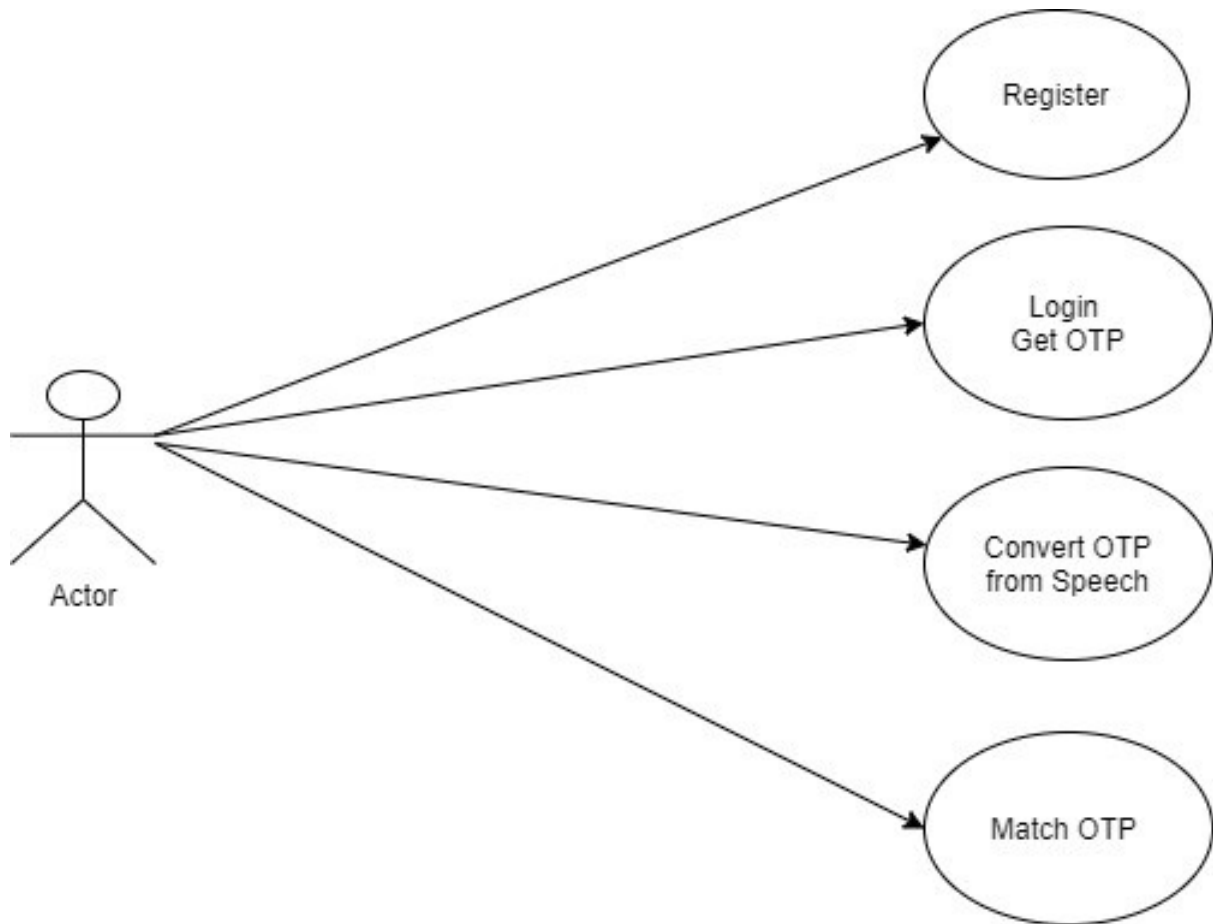 Register
Login
Get OTP
Actor
Convert OTP
from Speech
Match OTP